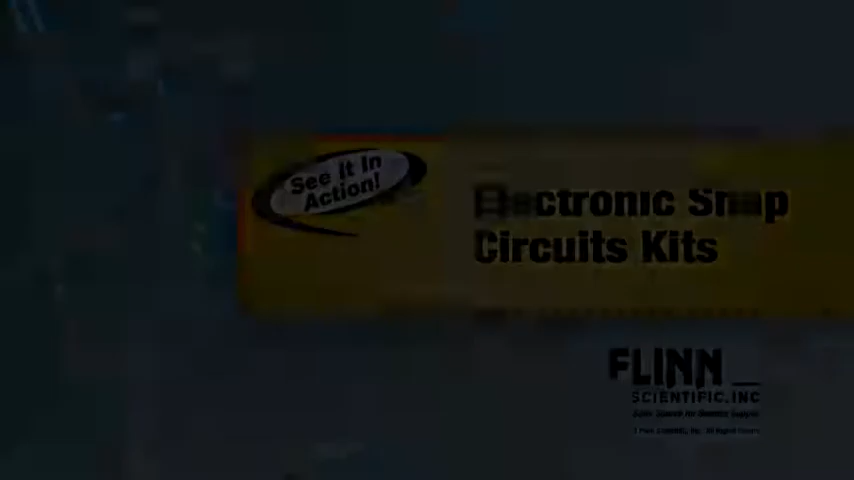 See It In
Action!
Electronic Snap
Circuits Kits
FLINN
SCIENTIFIC, INC